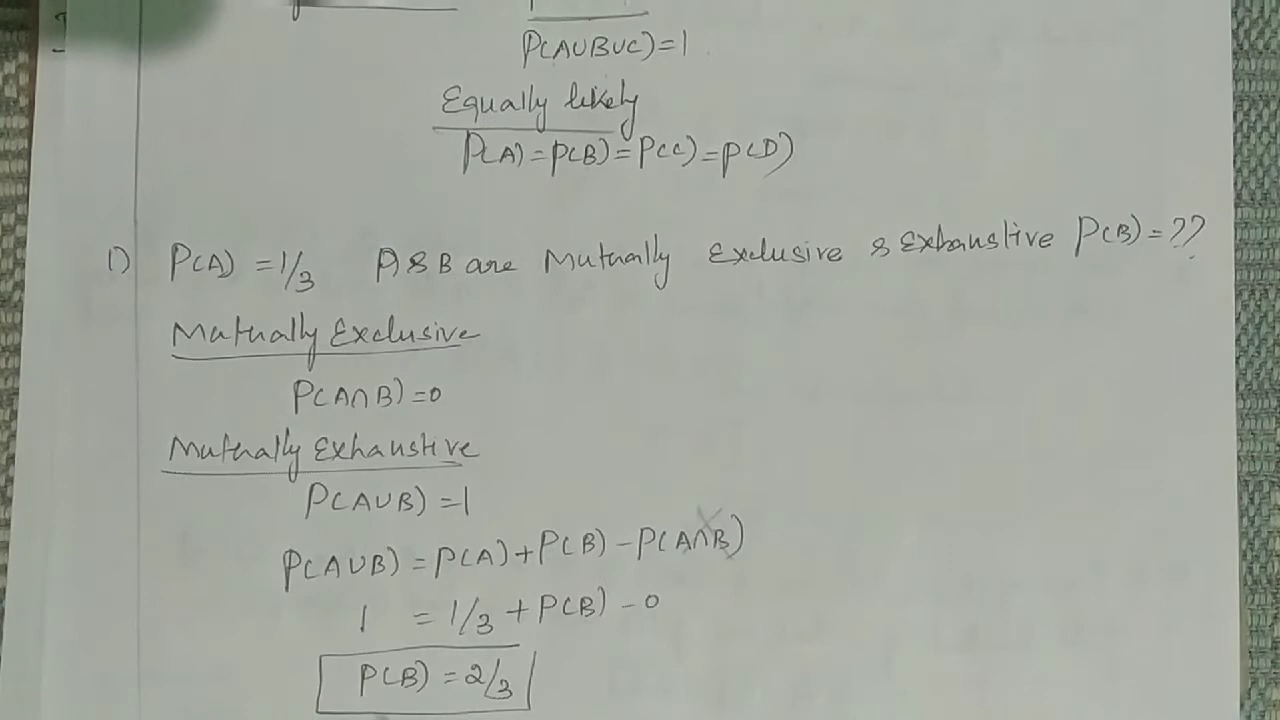 P(AUBUC)=1
Equally likely
P(A)=P(B)=P(C)=P(D)
1) P(A) = 1/3 A & B are Mutually Exclusive & Exhaustive P(B)=??
Mutually Exclusive
P(A∩B)=0
Mutually Exhaustive
P(AUB)=1
P(AUB)=P(A)+P(B)-P(A∩B)
1 = 1/3 + P(B) - 0
P(B) = 2/3